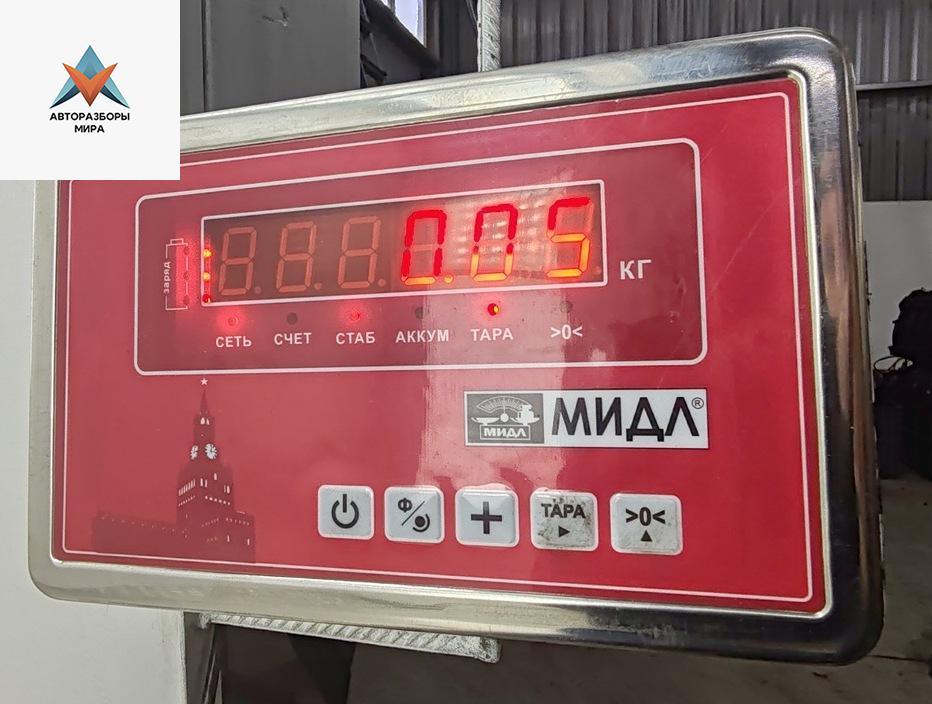 АВТОРАЗБОРЫ
МИРА
заряд
0.05
КГ
СЕТЬ СЧЕТ СТАБ АККУМ ТАРА >0<
МИДЛ МИДЛ®
Ф + ТАРА >0<